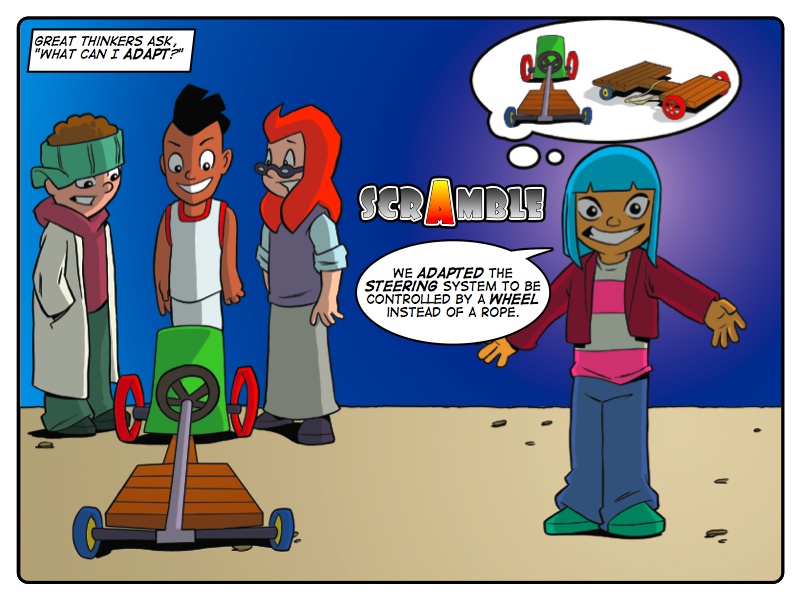 GREAT THINKERS ASK,
"WHAT CAN I ADAPT?"
SCRAMBLE
WE ADAPTED THE
STEERING SYSTEM TO BE
CONTROLLED BY A WHEEL
INSTEAD OF A ROPE.